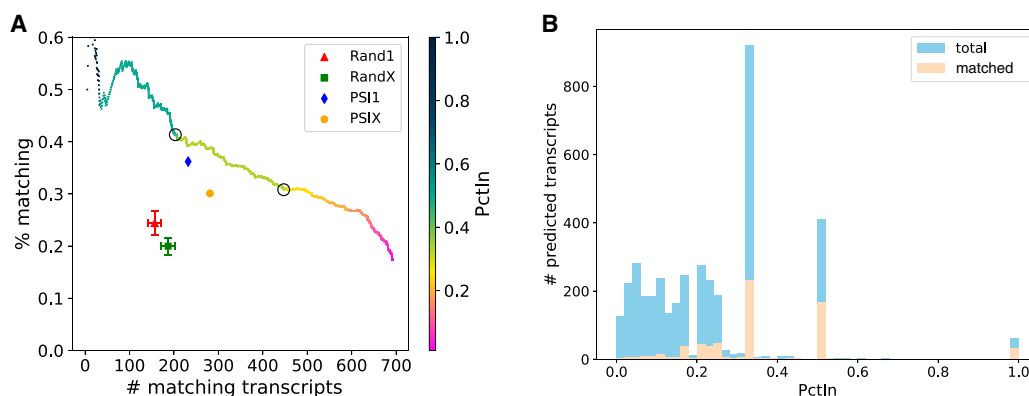 A
B
0.6
0.5
0.4
0.3
0.2
0.1
0.0
% matching
0 100 200 300 400 500 600 700
# matching transcripts
Rand1
RandX
PSI1
PSIX
1.0
0.8
0.6
0.4
0.2
PctIn
800
600
400
200
0
# predicted transcripts
0.0 0.2 0.4 0.6 0.8 1.0
PctIn
total
matched